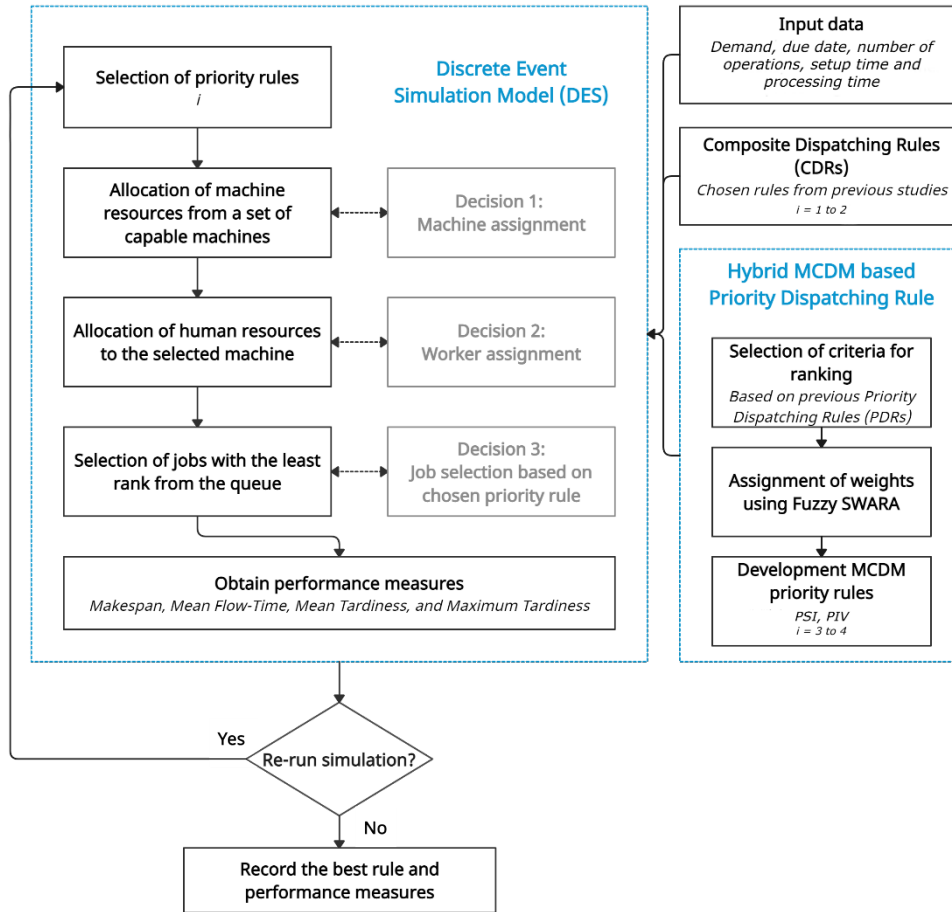 Selection of priority rules
i
Discrete Event
Simulation Model (DES)
Allocation of machine
resources from a set of
capable machines
Decision 1:
Machine assignment
Allocation of human resources
to the selected machine
Decision 2:
Worker assignment
Selection of jobs with the least
rank from the queue
Decision 3:
Job selection based on
chosen priority rule
Obtain performance measures
Makespan, Mean Flow-Time, Mean Tardiness, and Maximum Tardiness
Input data
Demand, due date, number of
operations, setup time and
processing time
Composite Dispatching Rules
(CDRs)
Chosen rules from previous studies
i = 1 to 2
Hybrid MCDM based
Priority Dispatching Rule
Selection of criteria for
ranking
Based on previous Priority
Dispatching Rules (PDRs)
Assignment of weights
using Fuzzy SWARA
Development MCDM
priority rules
PSI, PIV
i = 3 to 4
Yes
Re-run simulation?
No
Record the best rule and
performance measures